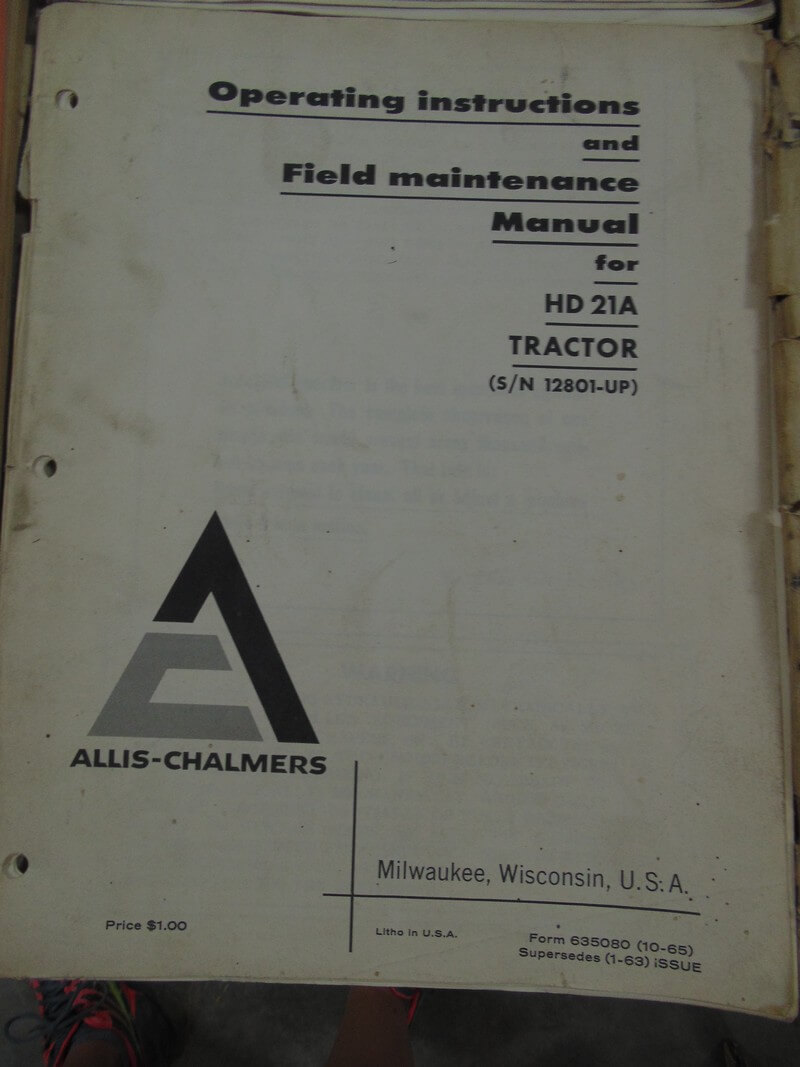 Operating instructions
and
Field maintenance
Manual
for
HD 21A
TRACTOR
(S/N 12801-UP)
ALLIS-CHALMERS
Milwaukee, Wisconsin, U.S.A.
Price $1.00
Litho in U.S.A.
Form 635080 (10-65)
Supersedes (1-63) ISSUE